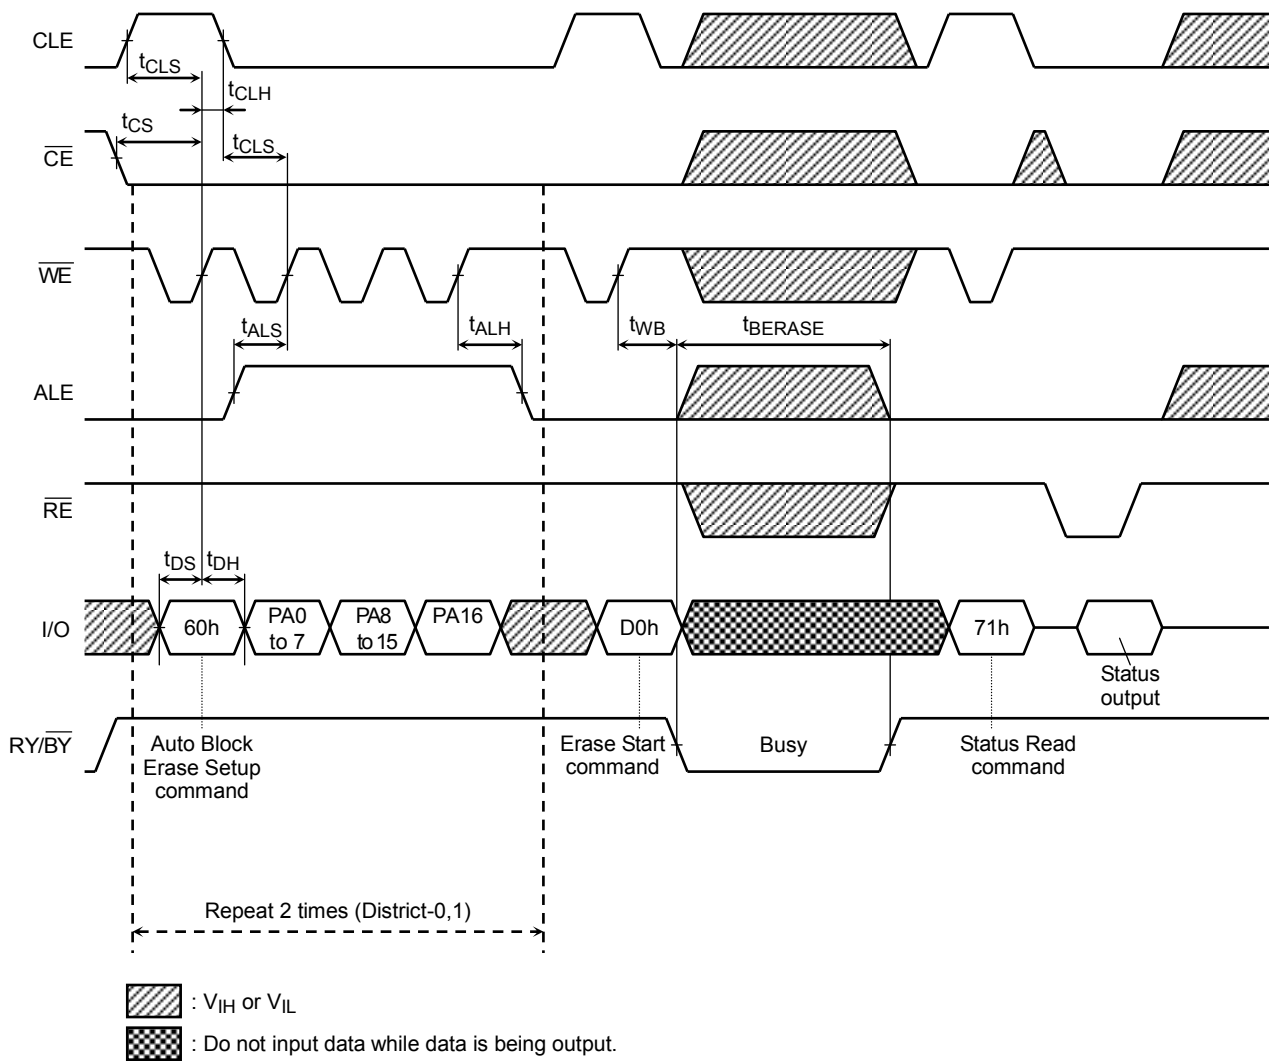 CLE
tCLS
tCLH
tCS
tCLS
CE
WE
tALS
tALH
tWB
tBERASE
ALE
RE
tDS
tDH
I/O
60h
PA0
to 7
PA8
to 15
PA16
D0h
71h
Status
output
RY/BY
Auto Block
Erase Setup
command
Erase Start
command
Busy
Status Read
command
Repeat 2 times (District-0,1)
: VIH or VIL
: Do not input data while data is being output.